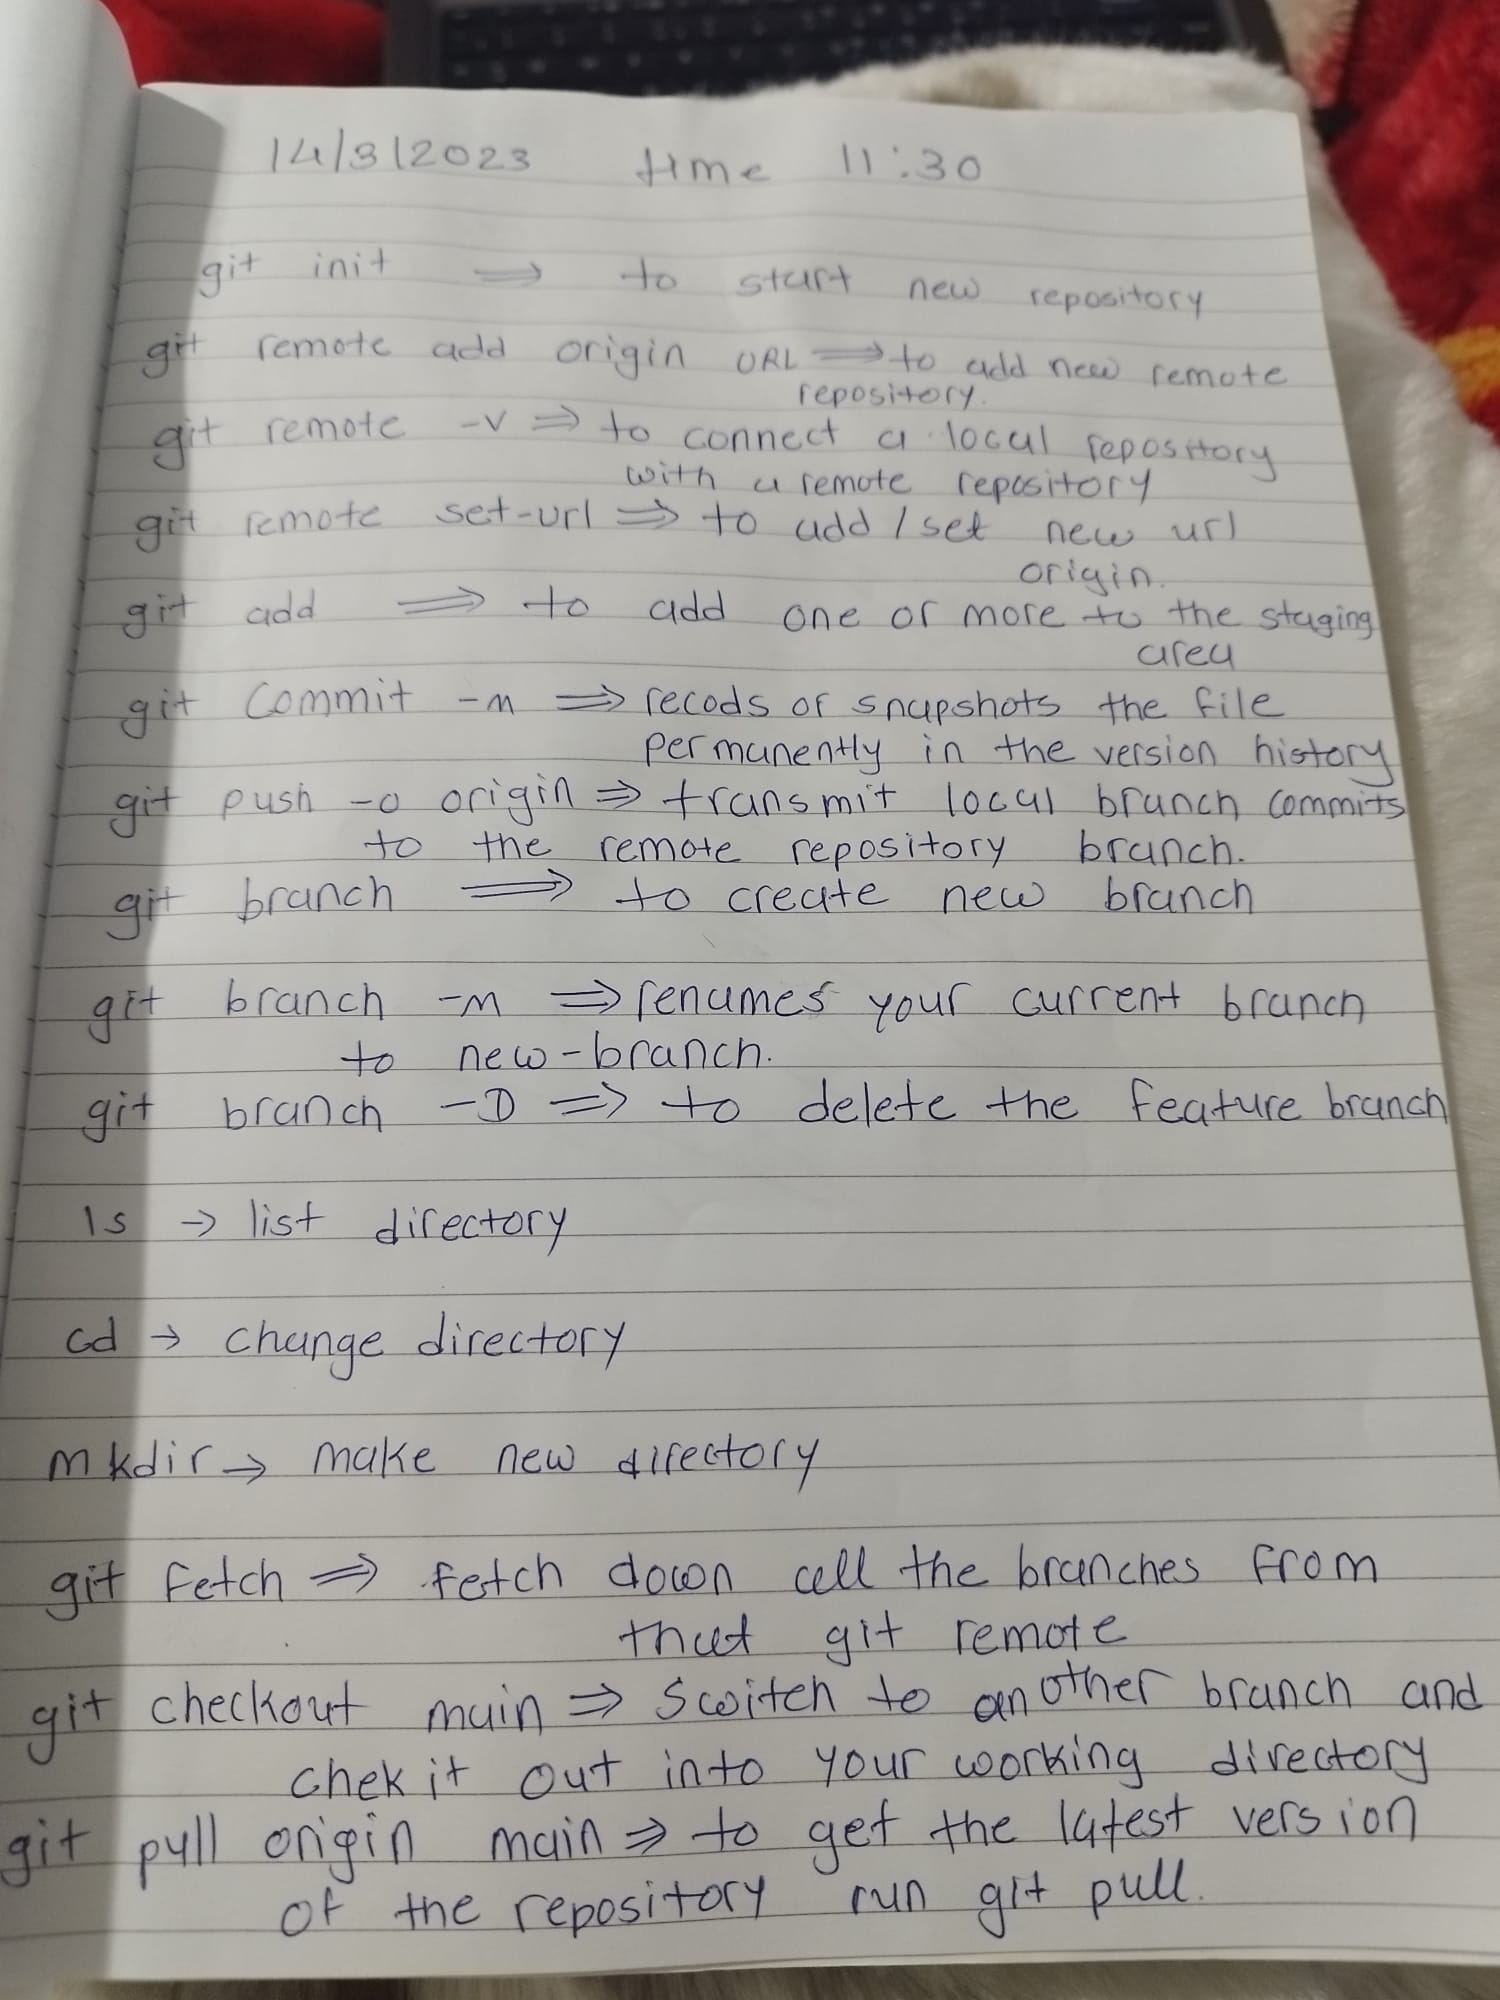 14/3/2023 time 11:30
git init ⇒ to start new repository
git remote add origin URL ⇒ to add new remote
repository.
git remote -v ⇒ to connect a local repository
with a remote repository
git remote set-url ⇒ to add / set new url
origin.
git add ⇒ to add one or more to the staging
area
git commit -m ⇒ recods or snapshots the file
permanently in the version history
git push -o origin ⇒ transmit local branch commits
to the remote repository branch.
git branch ⇒ to create new branch
git branch -m ⇒ renames your current branch
to new-branch.
git branch -D ⇒ to delete the feature branch
ls → list directory
cd → change directory
mkdir → make new directory
git fetch ⇒ fetch down all the branches from
that git remote
git checkout main ⇒ switch to another branch and
chek it out into your working directory
git pull origin main ⇒ to get the latest version
of the repository run git pull.